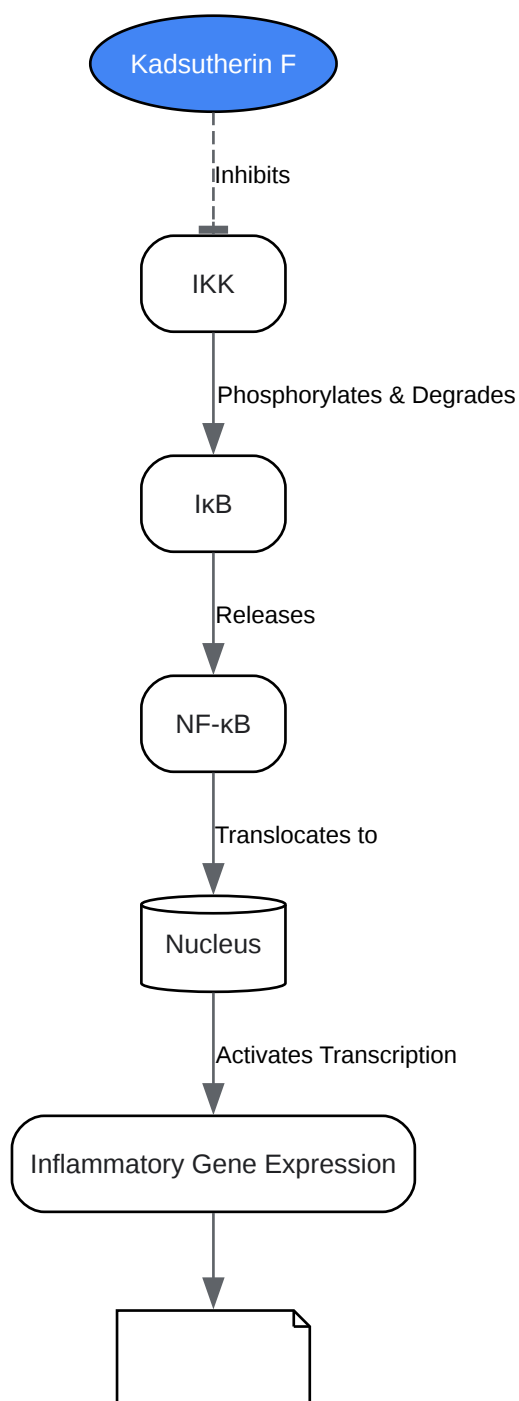 Kadsutherin F
Inhibits
IKK
Phosphorylates & Degrades
IκB
Releases
NF-κB
Translocates to
Nucleus
Activates Transcription
Inflammatory Gene Expression